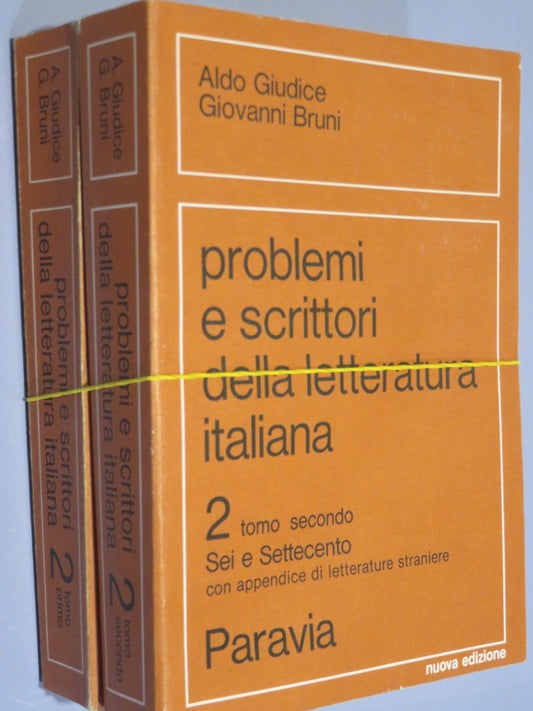 A. Giudice
G. Bruni
problemi e scrittori
della letteratura italiana
2 tomo
primo
A. Giudice
G. Bruni
problemi e scrittori
della letteratura italiana
2 tomo
secondo
Aldo Giudice
Giovanni Bruni
problemi
e scrittori
della letteratura
italiana
2 tomo secondo
Sei e Settecento
con appendice di letterature straniere
Paravia
nuova edizione